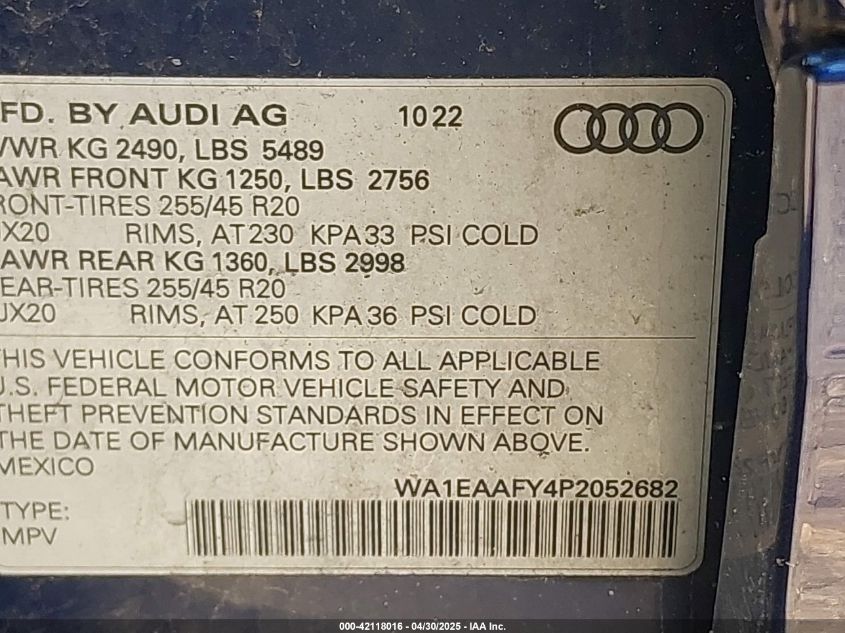 FD. BY AUDI AG 1022
VWR KG 2490, LBS 5489
AWR FRONT KG 1250, LBS 2756
RONT-TIRES 255/45 R20
JX20 RIMS, AT 230 KPA 33 PSI COLD
AWR REAR KG 1360, LBS 2998
EAR-TIRES 255/45 R20
JX20 RIMS, AT 250 KPA 36 PSI COLD
THIS VEHICLE CONFORMS TO ALL APPLICABLE
U.S. FEDERAL MOTOR VEHICLE SAFETY AND
THEFT PREVENTION STANDARDS IN EFFECT ON
THE DATE OF MANUFACTURE SHOWN ABOVE.
MEXICO
WA1EAAFY4P2052682
TYPE:
MPV
000-42118016 - 04/30/2025 - IAA Inc.